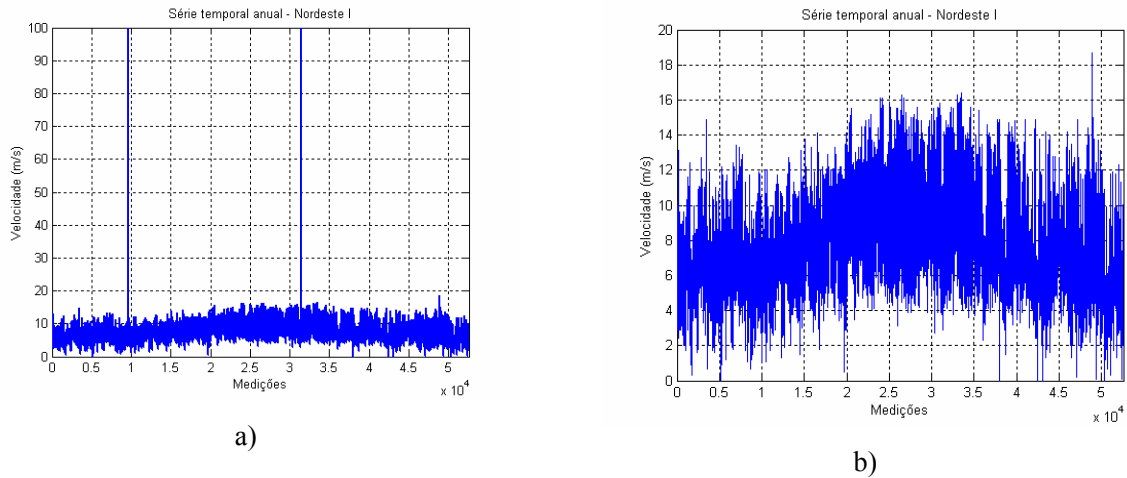 Série temporal anual - Nordeste I
100
90
80
70
60
50
40
30
20
10
0
Velocidade (m/s)
0 0.5 1 1.5 2 2.5 3 3.5 4 4.5 5
Medições
x 10^4
a)
Série temporal anual - Nordeste I
20
18
16
14
12
10
8
6
4
2
0
Velocidade (m/s)
0 0.5 1 1.5 2 2.5 3 3.5 4 4.5 5
Medições
x 10^4
b)